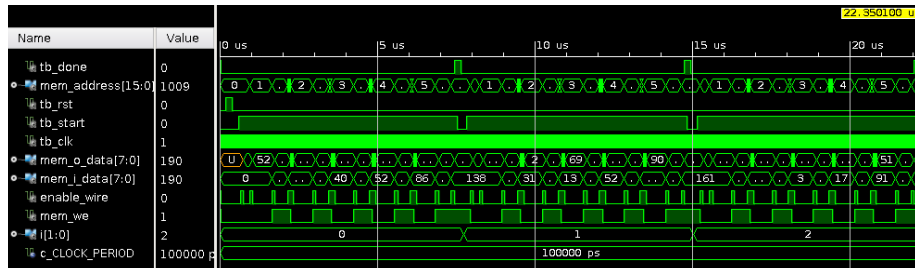 22.350100 u
Name Value 0 us 5 us 10 us 15 us 20 us
tb_done 0
mem_address[15:0] 1009 0 1 . 2 . 3 . 4 . 5 . . 1 . 2 . 3 . 4 . 5 . . 1 . 2 . 3 . 4 . 5 .
tb_rst 0
tb_start 0
tb_clk 1
mem_o_data[7:0] 190 U 52 .. .. .. .. .. 2 69 .. 90 .. .. .. .. 51
mem_i_data[7:0] 190 0 .. 40 52 86 138 31 13 52 .. 161 .. 3 17 91
enable_wire 0
mem_we 1
i[1:0] 2 0 1 2
c_CLOCK_PERIOD 100000 p 100000 ps